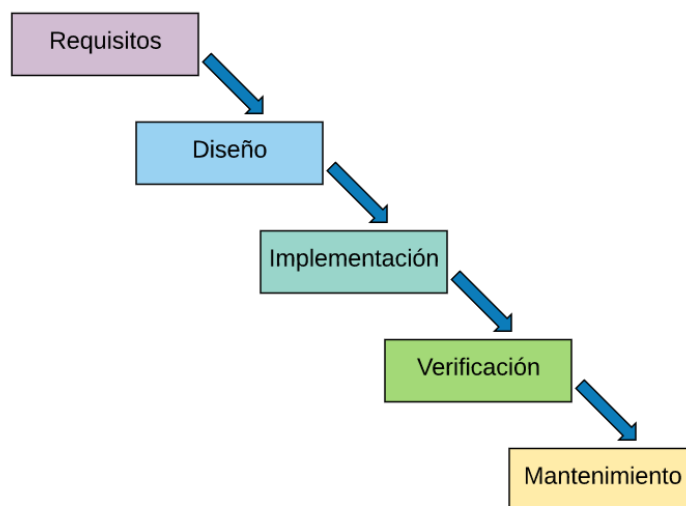 Requisitos
Diseño
Implementación
Verificación
Mantenimiento